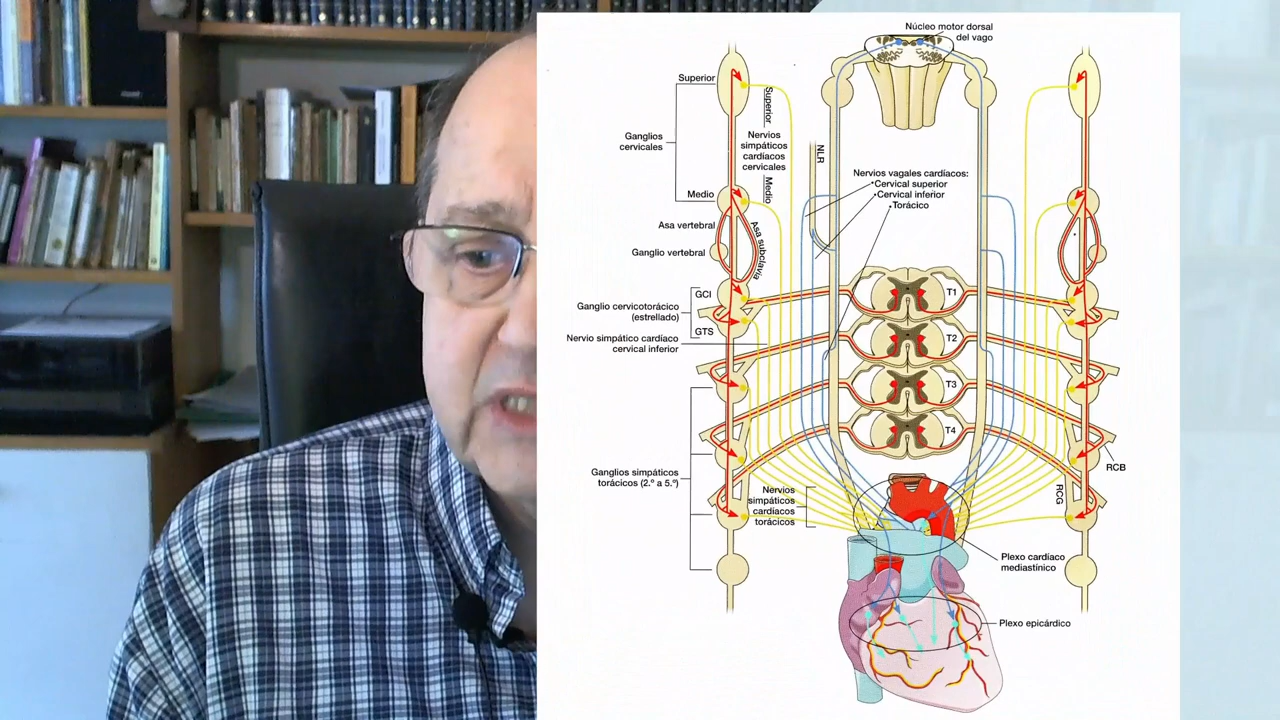 Núcleo motor dorsal
del vago
Superior
Ganglios
cervicales
Medio
Superior
Nervios
simpáticos
cardíacos
cervicales
Medio
NLR
Nervios vagales cardíacos:
•Cervical superior
•Cervical inferior
•Torácico
Asa vertebral
Asa subclavia
Ganglio vertebral
GCI
Ganglio cervicotorácico
(estrellado)
GTS
Nervio simpático cardíaco
cervical inferior
T1
T2
T3
T4
Ganglios simpáticos
torácicos (2.º a 5.º)
Nervios
simpáticos
cardíacos
torácicos
RCB
RCG
Plexo cardíaco
mediastínico
Plexo epicárdico